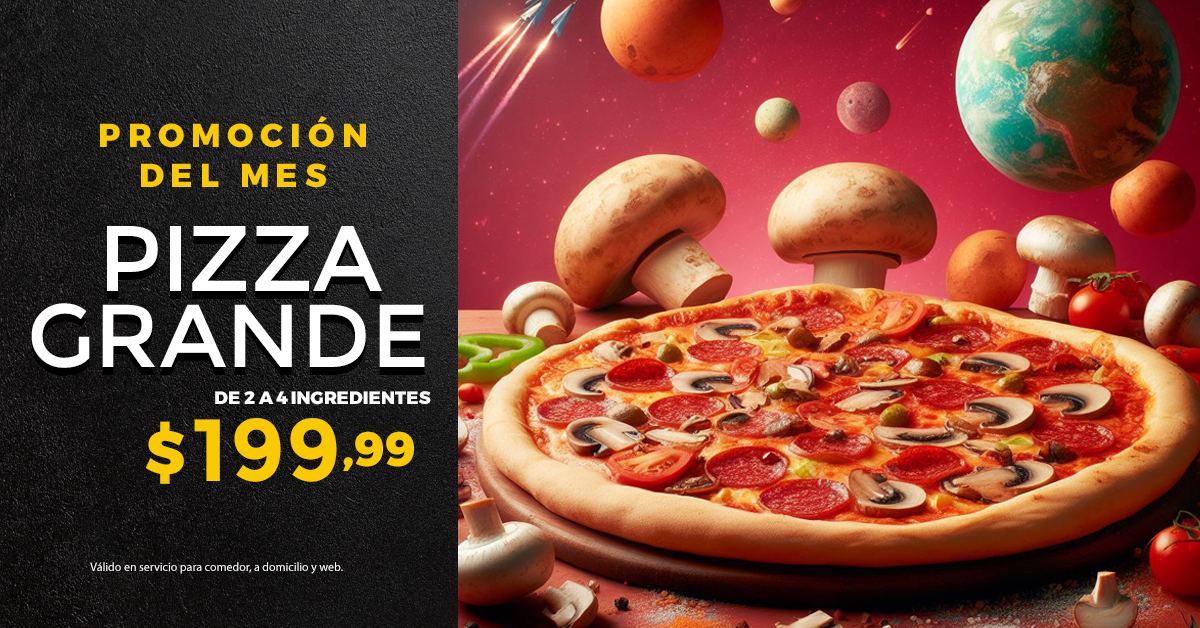 PROMOCIÓN
DEL MES
PIZZA
GRANDE
DE 2 A 4 INGREDIENTES
$199,99
Válido en servicio para comedor, a domicilio y web.